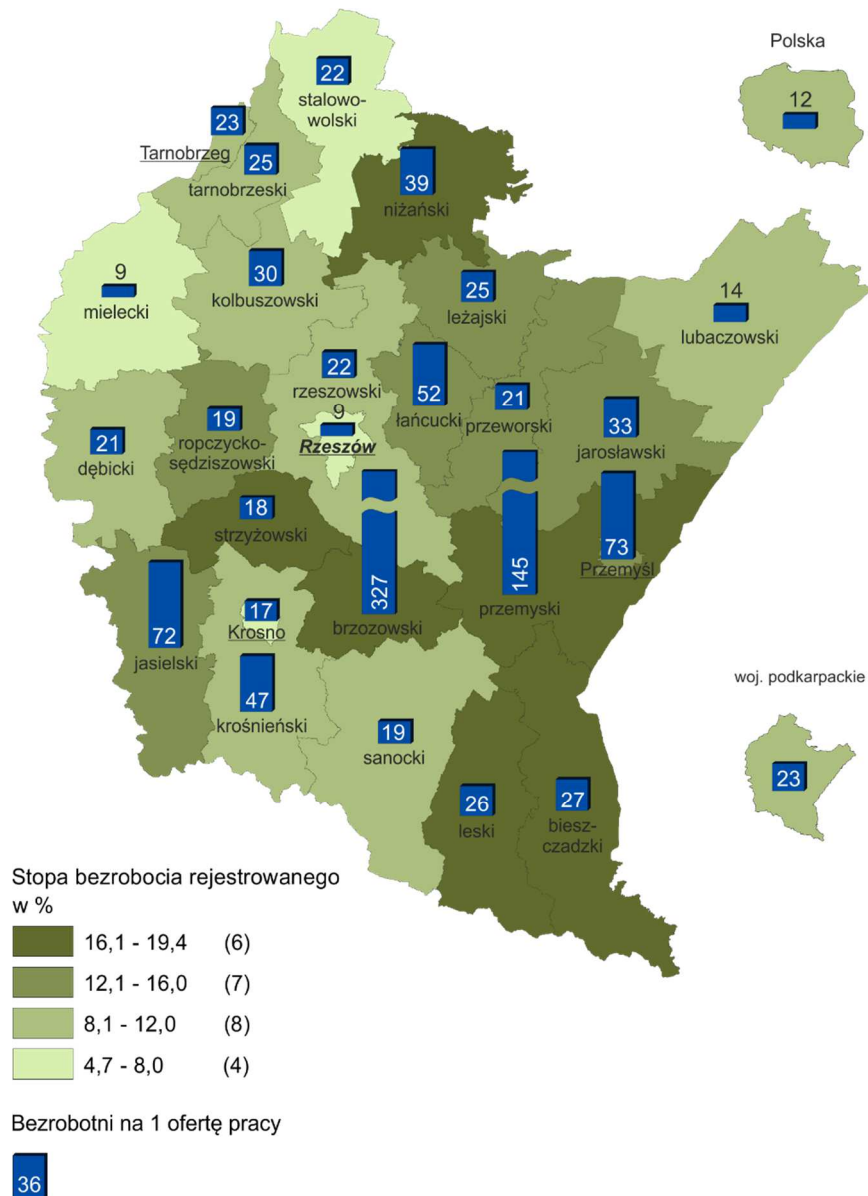 Polska
12
22
stalowo-
wolski
23
Tarnobrzeg
25
tarnobrzeski
39
niżański
9
mielecki
30
kolbuszowski
25
leżajski
14
lubaczowski
22
rzeszowski
52
łańcucki
21
przeworski
33
jarosławski
21
dębicki
19
ropczycko-
sędziszowski
9
Rzeszów
18
strzyżowski
327
brzozowski
145
przemyski
73
Przemyśl
72
jasielski
17
Krosno
47
krośnieński
19
sanocki
26
leski
27
biesz-
czadzki
woj. podkarpackie
23
Stopa bezrobocia rejestrowanego
w %
16,1 - 19,4 (6)
12,1 - 16,0 (7)
8,1 - 12,0 (8)
4,7 - 8,0 (4)
Bezrobotni na 1 ofertę pracy
36